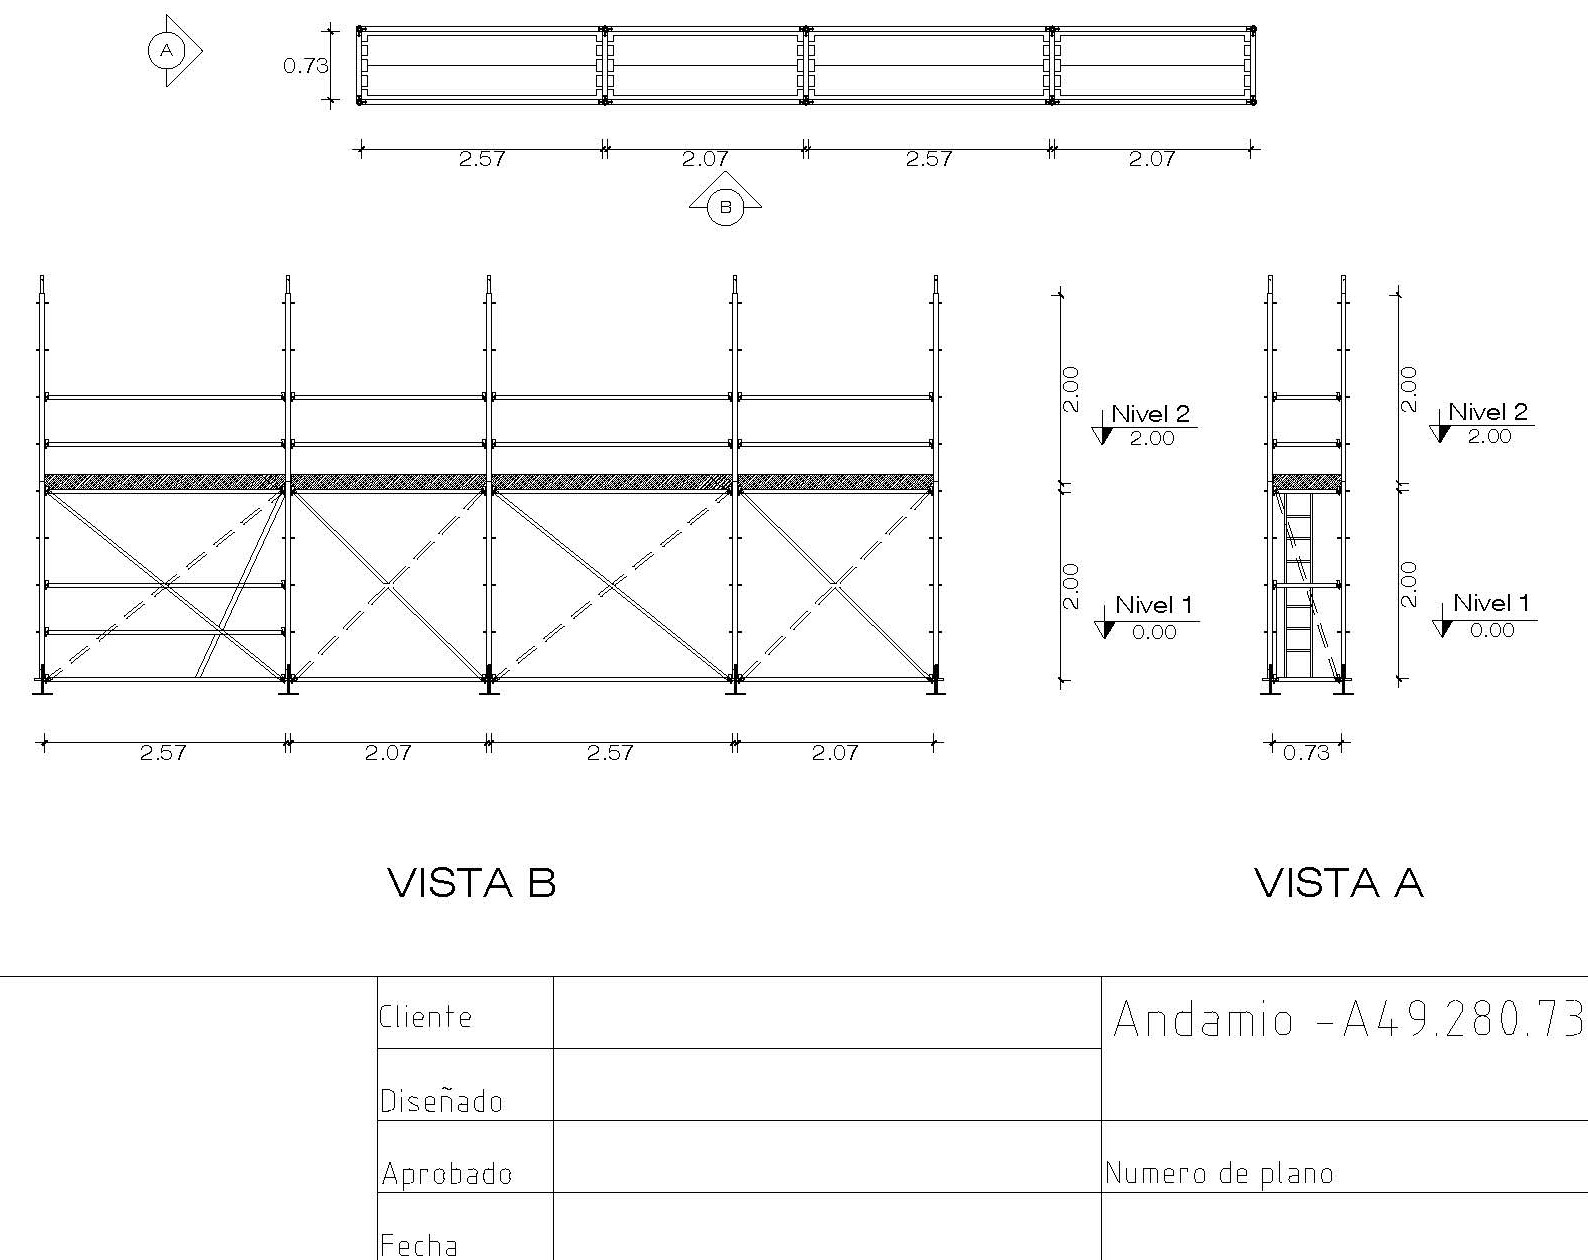 A
0.73
2.57 2.07 2.57 2.07
B
2.00 2.00
Nivel 2 Nivel 2
2.00 2.00
2.00 2.00
Nivel 1 Nivel 1
0.00 0.00
2.57 2.07 2.57 2.07 0.73
VISTA B VISTA A
Cliente Andamio -A49.280.73
Diseñado
Aprobado Numero de plano
Fecha